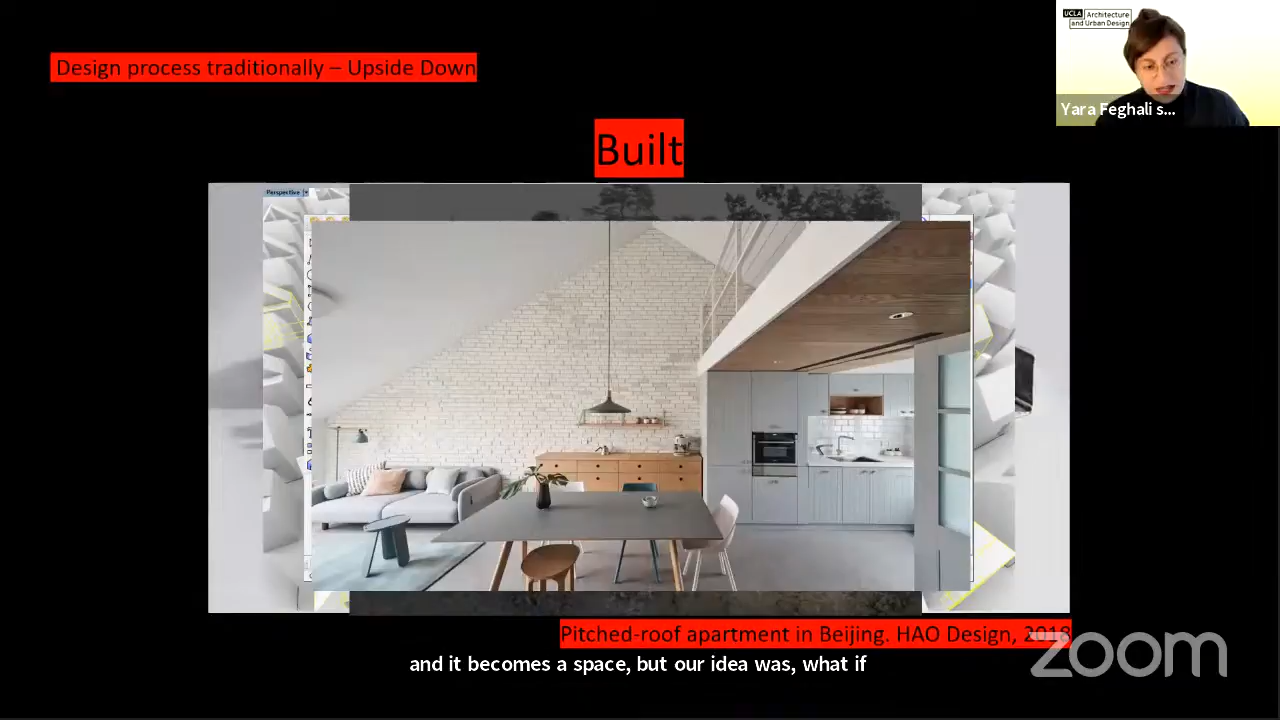 UCLA Architecture
and Urban Design
Design process traditionally – Upside Down
Yara Feghali s...
Built
Perspective
Pitched-roof apartment in Beijing. HAO Design, 2018
and it becomes a space, but our idea was, what if
zoom